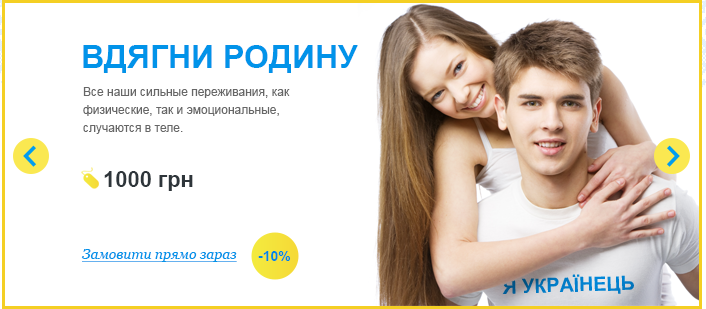 ВДЯГНИ РОДИНУ
Все наши сильные переживания, как
физические, так и эмоциональные,
случаются в теле.
1000 грн
Замовити прямо зараз
-10%
Я УКРАЇНЕЦЬ